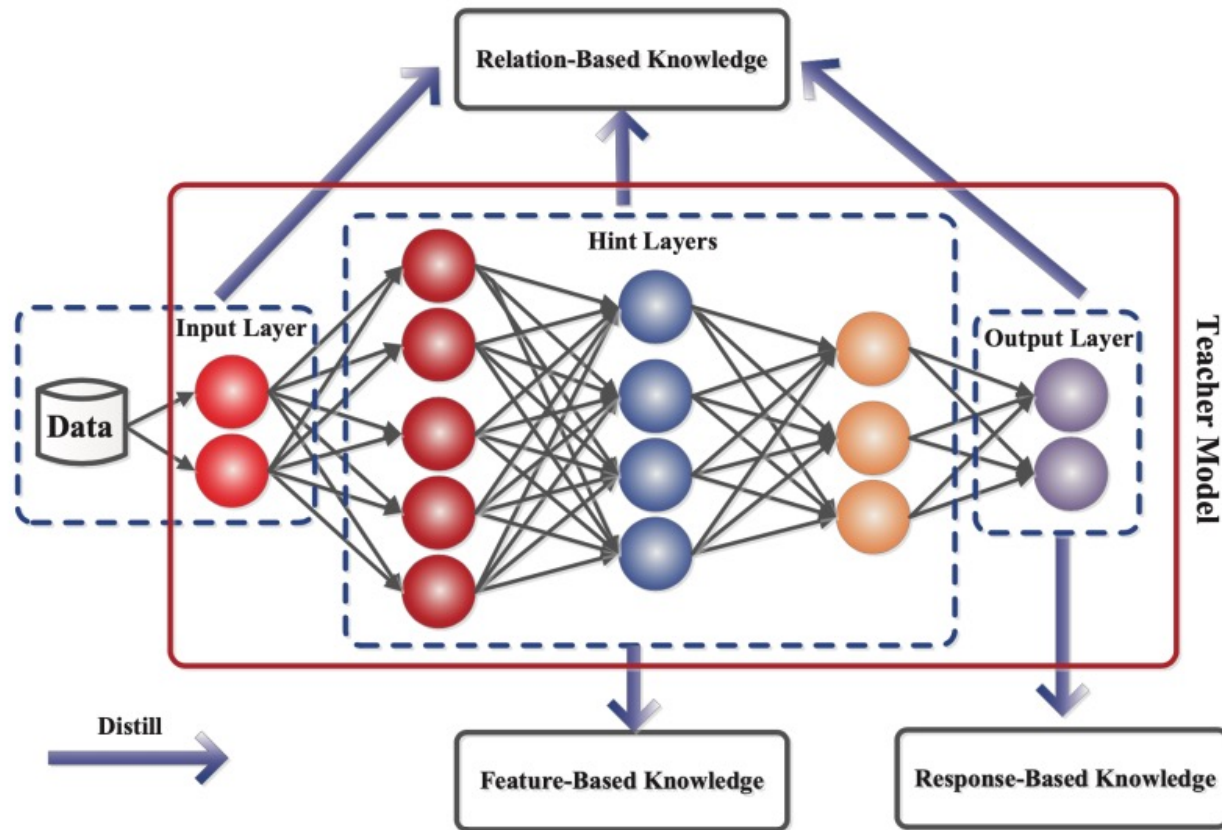 Relation-Based Knowledge
Hint Layers
Input Layer
Output Layer
Data
Teacher Model
Distill
Feature-Based Knowledge
Response-Based Knowledge